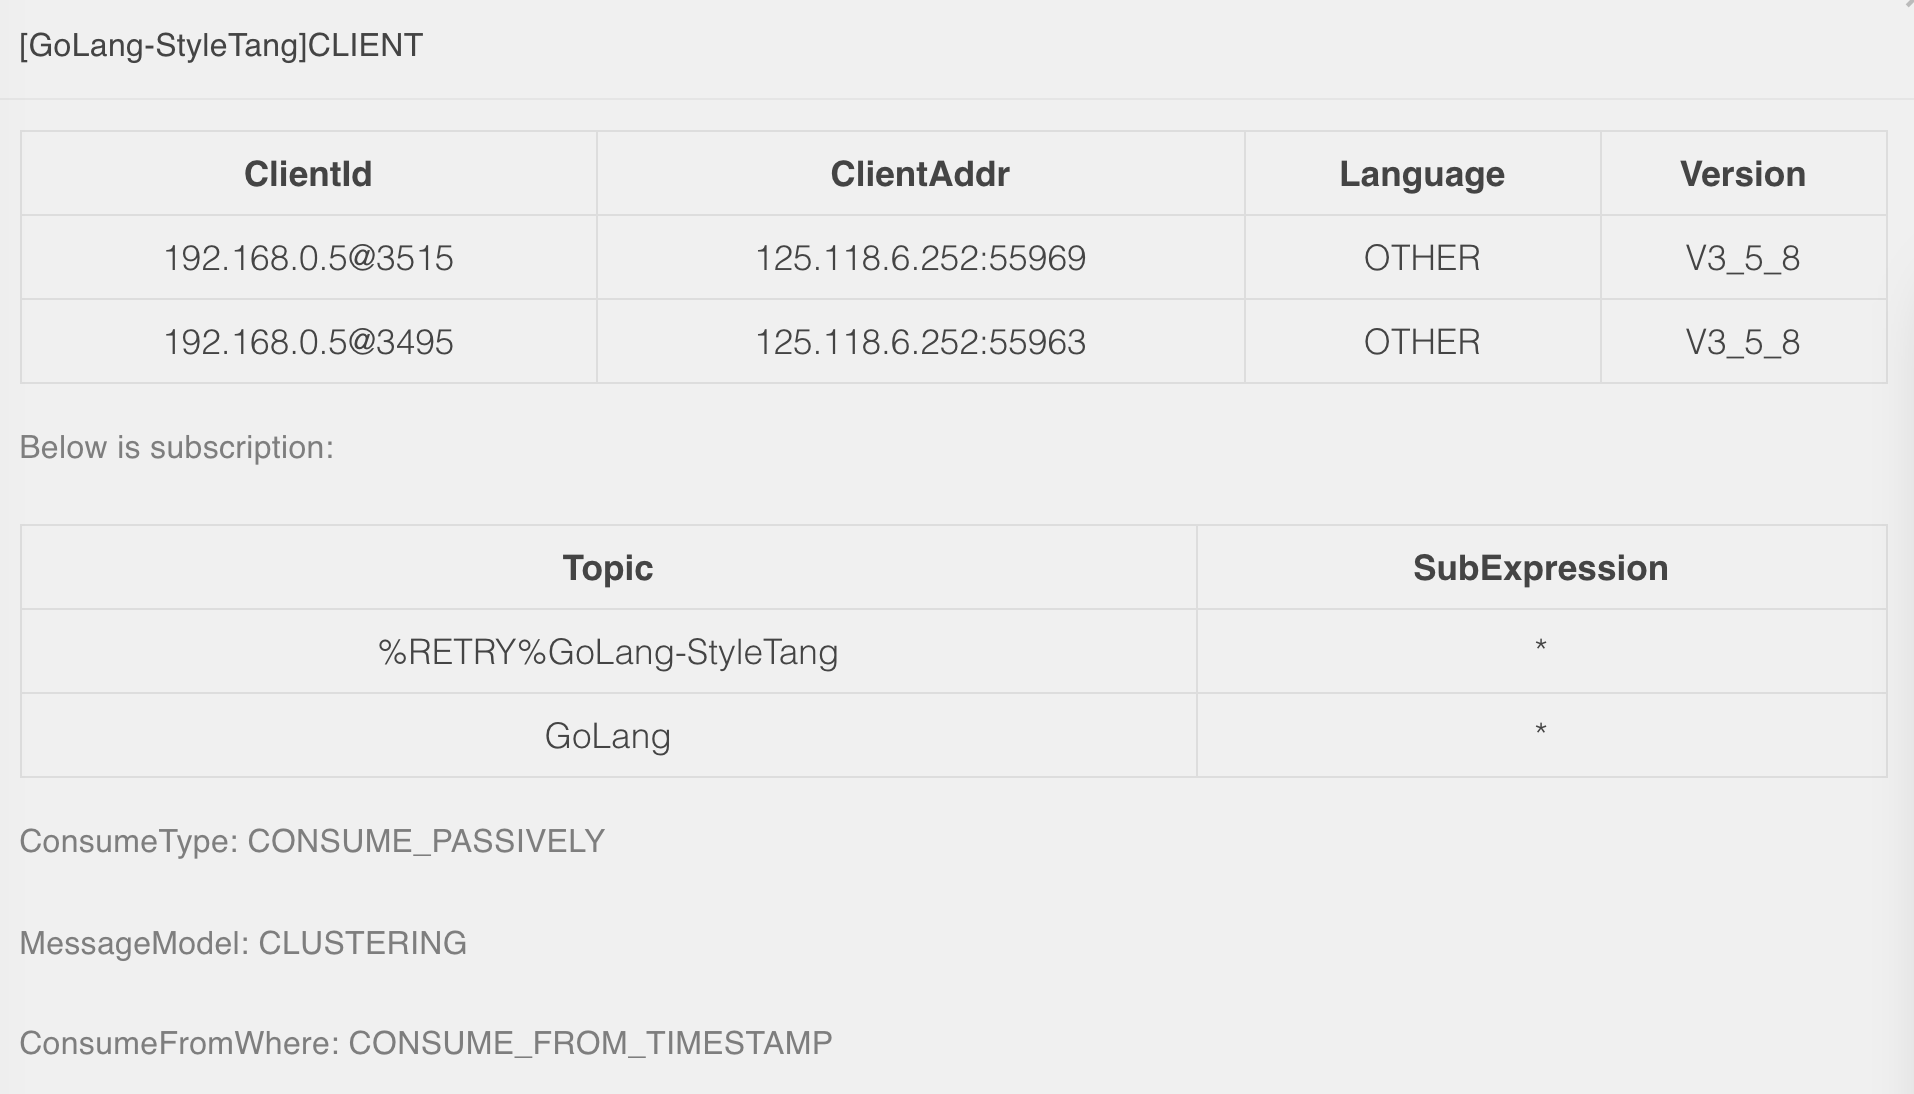 [GoLang-StyleTang]CLIENT
ClientId ClientAddr Language Version
192.168.0.5@3515 125.118.6.252:55969 OTHER V3_5_8
192.168.0.5@3495 125.118.6.252:55963 OTHER V3_5_8
Below is subscription:
Topic SubExpression
%RETRY%GoLang-StyleTang *
GoLang *
ConsumeType: CONSUME_PASSIVELY
MessageModel: CLUSTERING
ConsumeFromWhere: CONSUME_FROM_TIMESTAMP